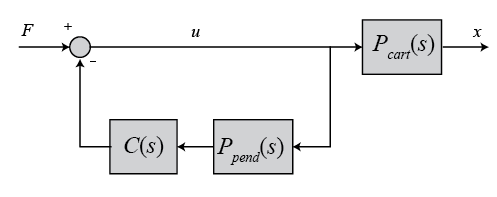 F + u x
P_cart(s)
-
C(s) P_pend(s)